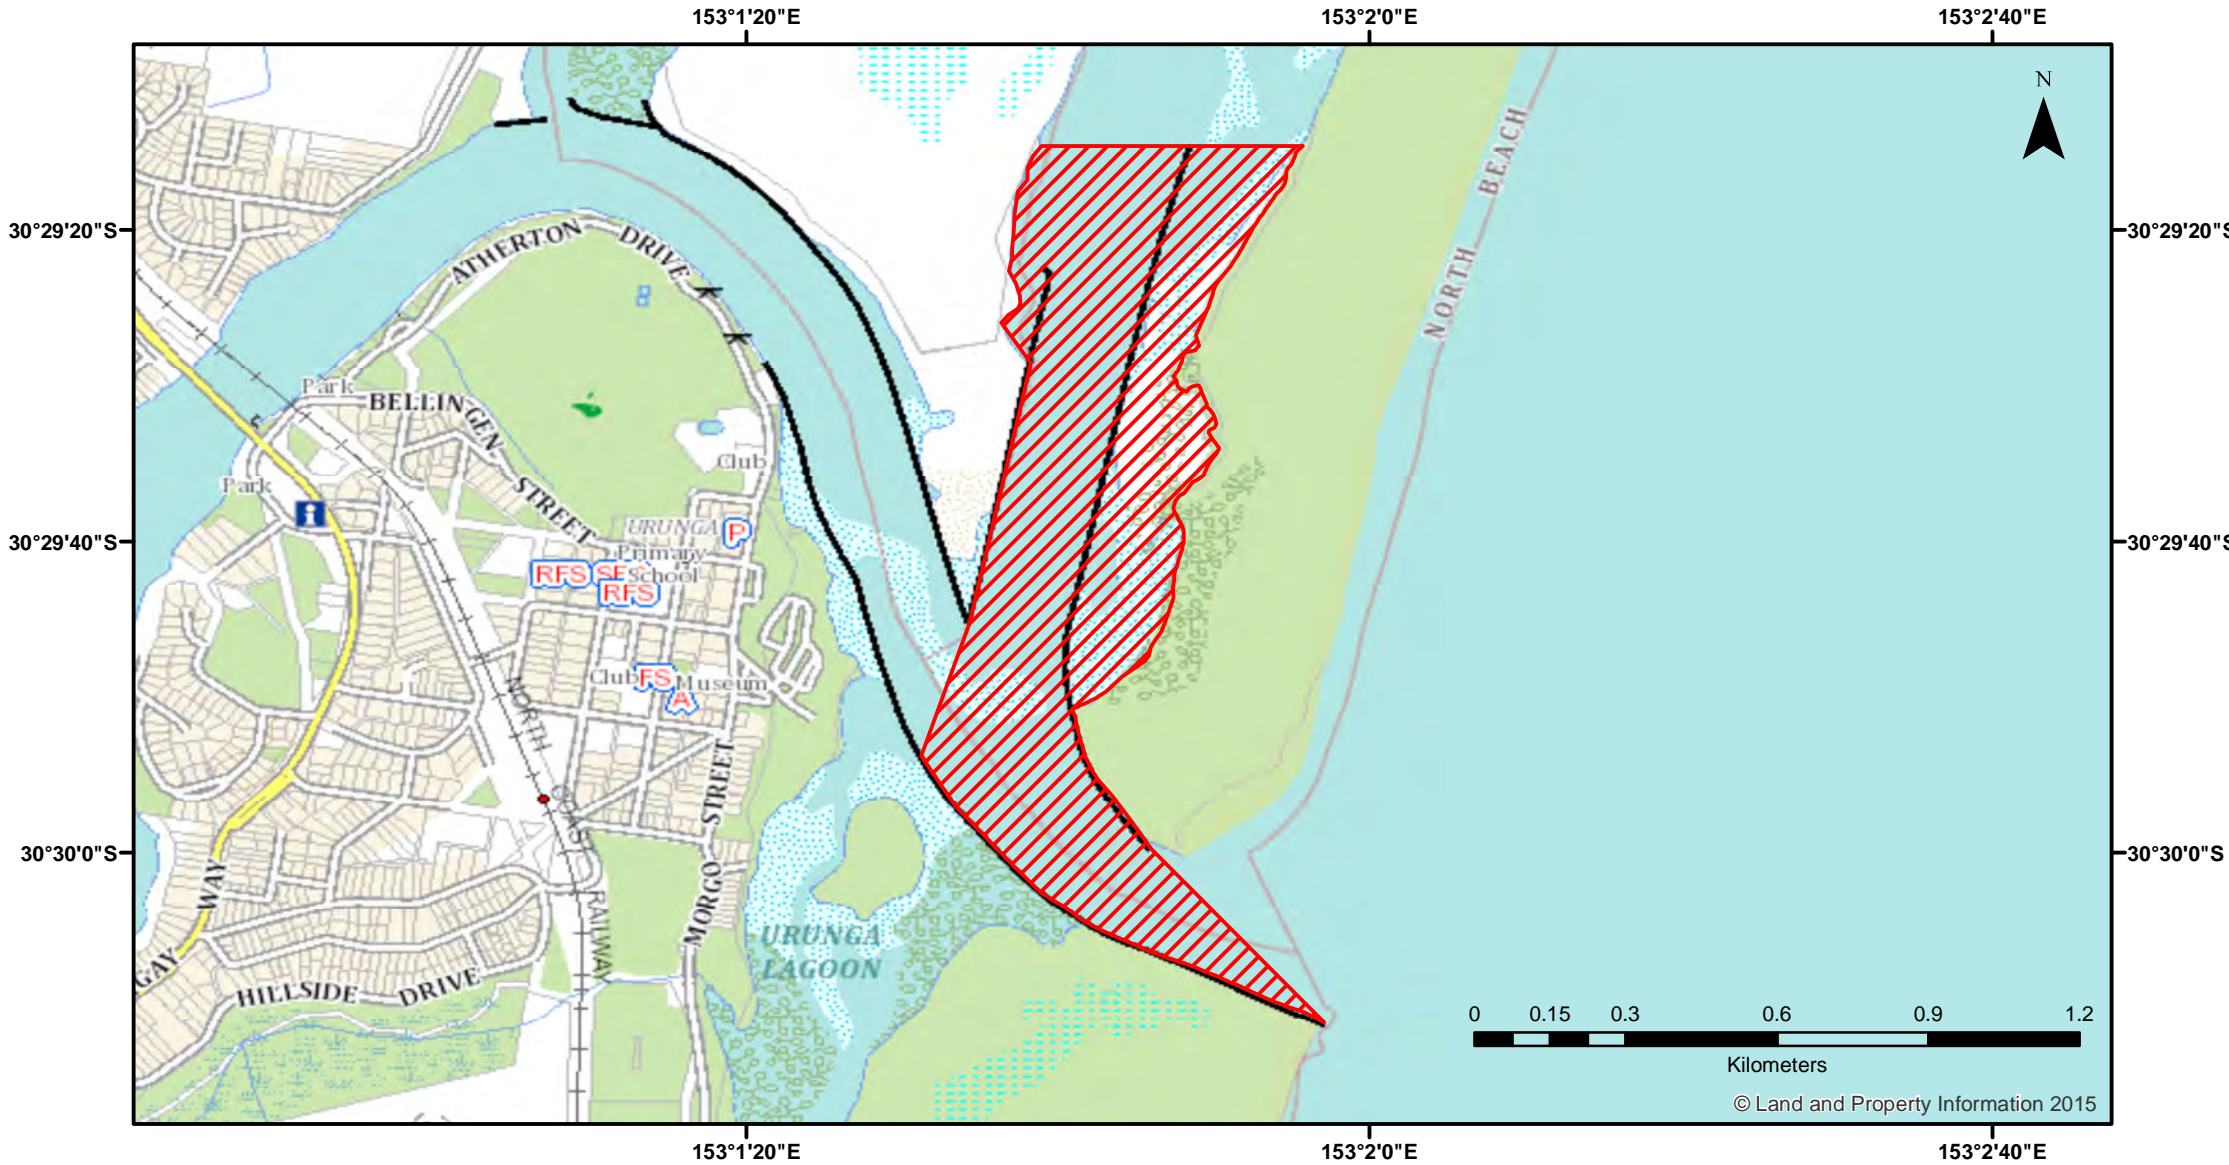 153°1'20"E
153°2'0"E
153°2'40"E
N
NORTH BEACH
30°29'20"S
30°29'20"S
ATHERTON DRIVE
Park
BELLINGEN STREET
Club
Park
i
URUNGA
P
30°29'40"S
30°29'40"S
Primary
School
RFS
RFS
Club
FS
Museum
A
NORTH COAST RAILWAY
MORGO STREET
30°30'0"S
30°30'0"S
WAY
GAY
URUNGA
LAGOON
HILLSIDE DRIVE
0 0.15 0.3 0.6 0.9 1.2
Kilometers
© Land and Property Information 2015
153°1'20"E
153°2'0"E
153°2'40"E